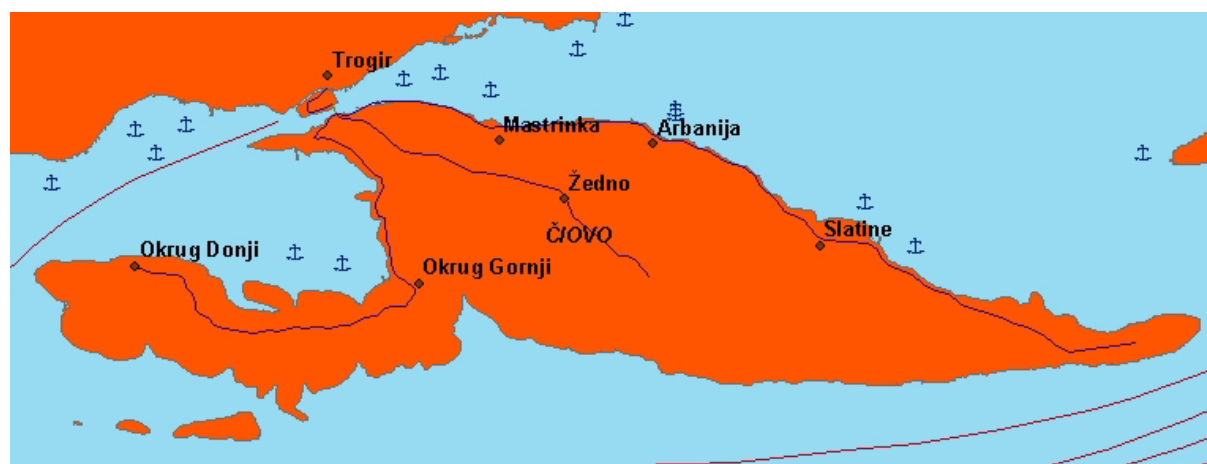 Trogir
Mastrinka
Arbanija
Žedno
ČIOVO
Slatine
Okrug Donji
Okrug Gornji